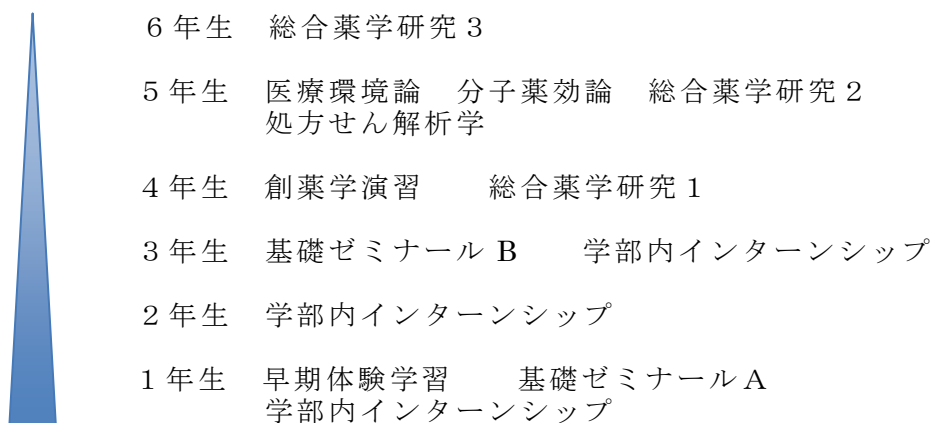 ６年生　総合薬学研究３
５年生　医療環境論　分子薬効論　総合薬学研究２
処方せん解析学
４年生　創薬学演習　　総合薬学研究１
３年生　基礎ゼミナール B　　学部内インターンシップ
２年生　学部内インターンシップ
１年生　早期体験学習　　基礎ゼミナールA
学部内インターンシップ